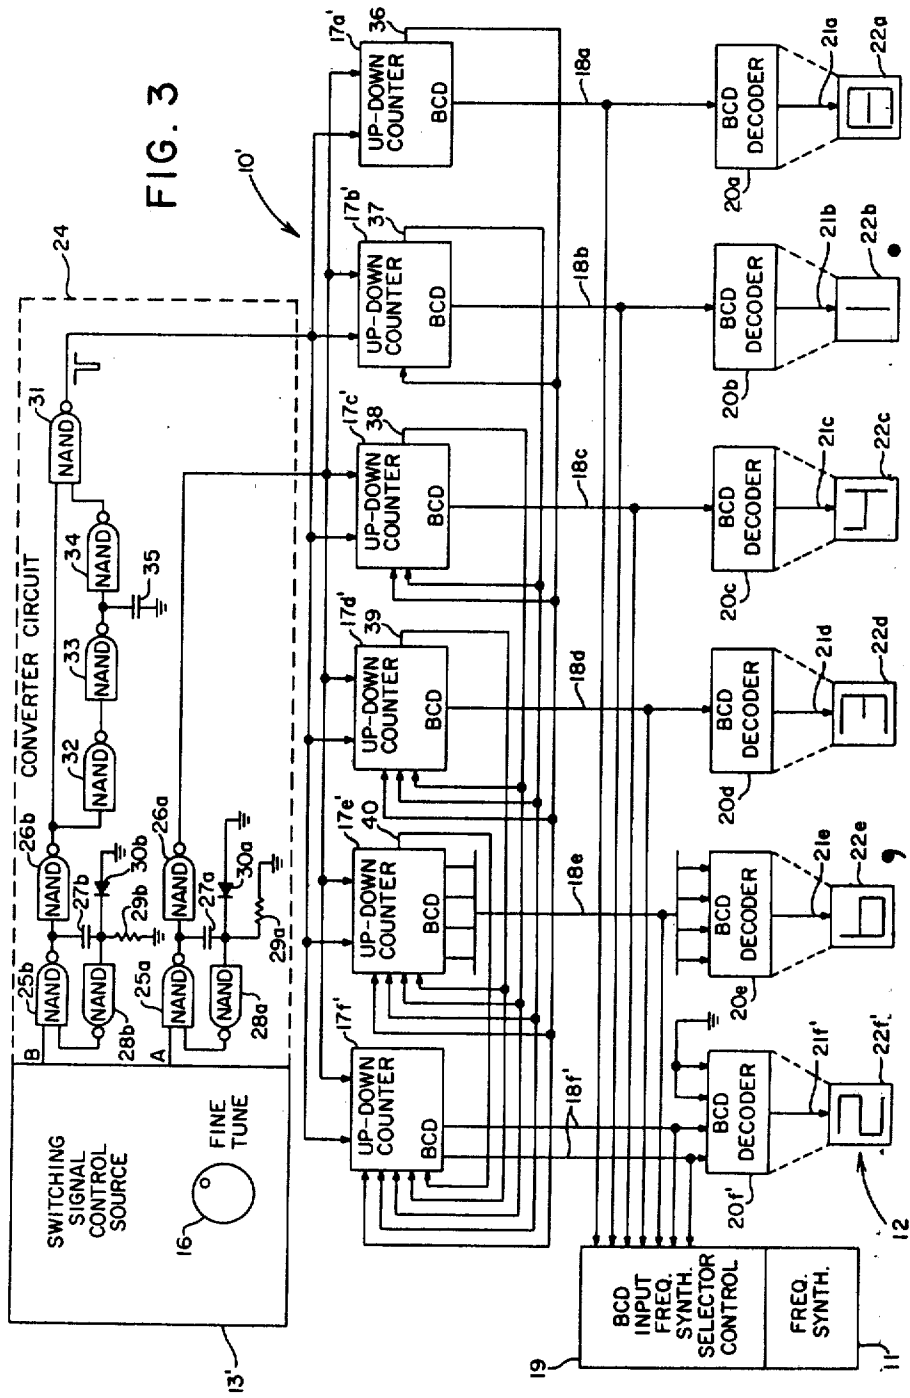 FIG. 3
10'
24
CONVERTER CIRCUIT
SWITCHING
SIGNAL
CONTROL
SOURCE
16
FINE
TUNE
13'
B
A
25b
NAND
26b
NAND
27b
28b
NAND
29b
30b
25a
NAND
26a
NAND
27a
28a
NAND
29a
30a
32
NAND
33
NAND
34
NAND
35
31
NAND
17f'
UP-DOWN
COUNTER
BCD
17e'
40
UP-DOWN
COUNTER
BCD
17d'
39
UP-DOWN
COUNTER
BCD
17c'
38
UP-DOWN
COUNTER
BCD
17b'
37
UP-DOWN
COUNTER
BCD
17a'
36
UP-DOWN
COUNTER
BCD
18f'
18e
18d
18c
18b
18a
19
BCD
INPUT
FREQ.
SYNTH.
SELECTOR
CONTROL
FREQ.
SYNTH.
11
20f'
BCD
DECODER
21f'
22f'
2
12
20e
BCD
DECODER
21e
22e
6
,
20d
BCD
DECODER
21d
22d
3
20c
BCD
DECODER
21c
22c
4
20b
BCD
DECODER
21b
22b
1
.
20a
BCD
DECODER
21a
22a
8